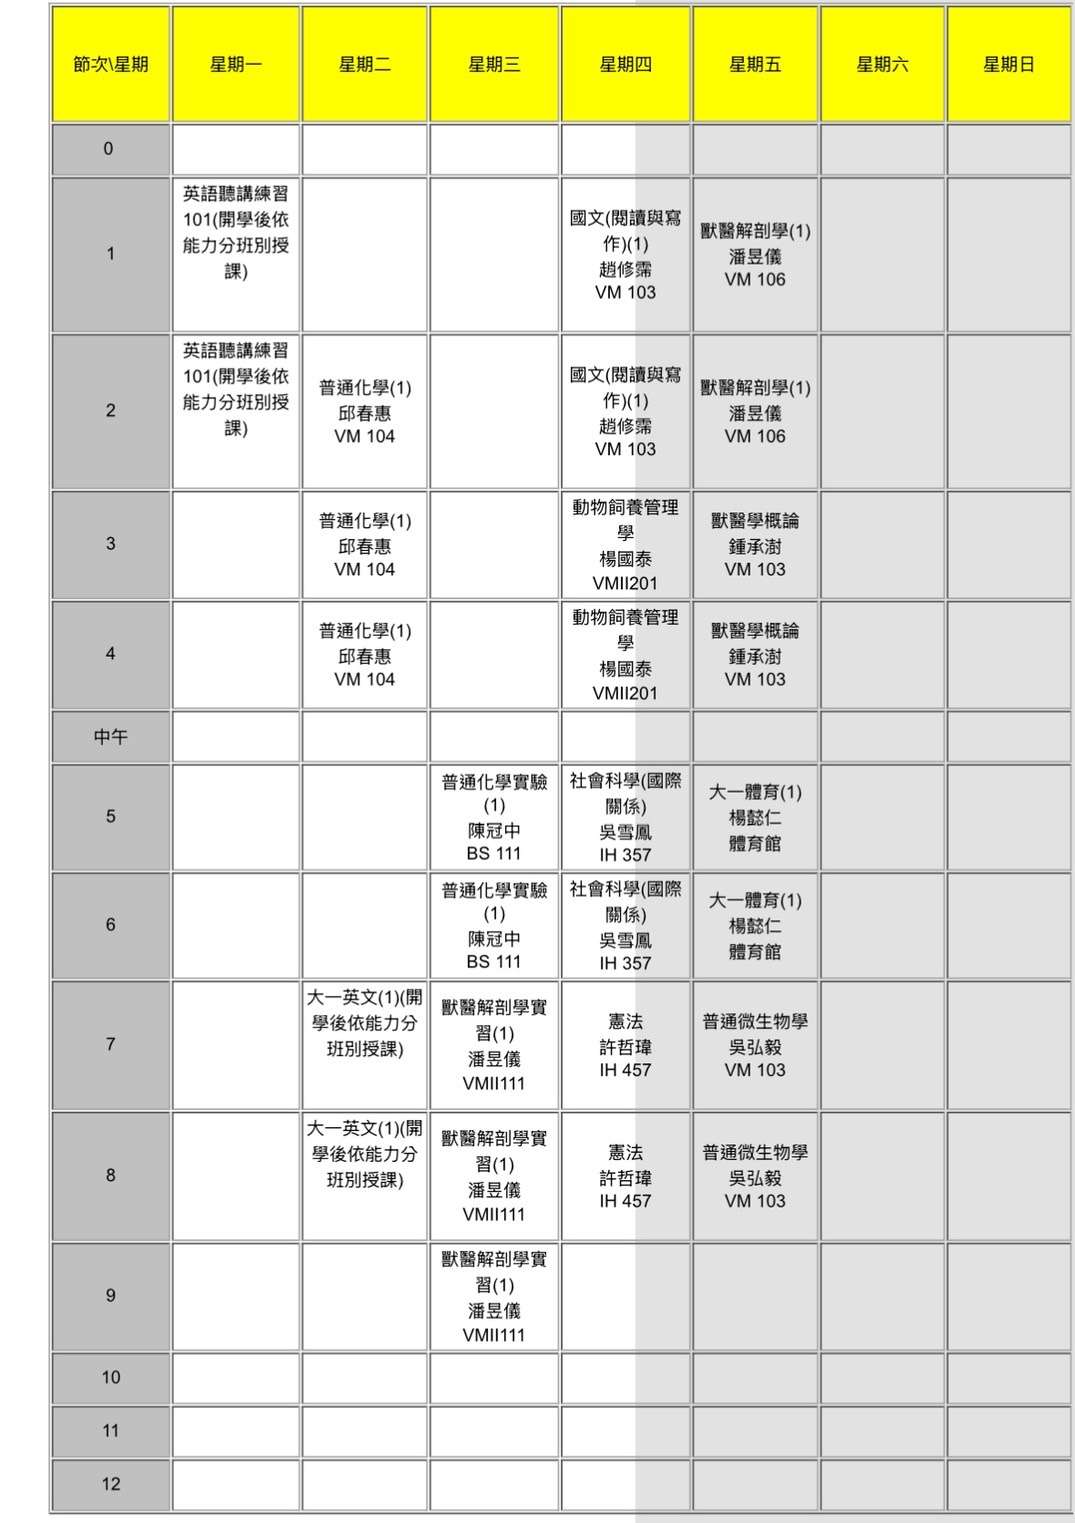 節次\星期 星期一 星期二 星期三 星期四 星期五 星期六 星期日
0
1
英語聽講練習
101(開學後依
能力分班別授
課)
國文(閱讀與寫
作)(1)
趙修霈
VM 103
獸醫解剖學(1)
潘昱儀
VM 106
2
英語聽講練習
101(開學後依
能力分班別授
課)
普通化學(1)
邱春惠
VM 104
國文(閱讀與寫
作)(1)
趙修霈
VM 103
獸醫解剖學(1)
潘昱儀
VM 106
3
普通化學(1)
邱春惠
VM 104
動物飼養管理
學
楊國泰
VMII201
獸醫學概論
鍾承澍
VM 103
4
普通化學(1)
邱春惠
VM 104
動物飼養管理
學
楊國泰
VMII201
獸醫學概論
鍾承澍
VM 103
中午
5
普通化學實驗
(1)
陳冠中
BS 111
社會科學(國際
關係)
吳雪鳳
IH 357
大一體育(1)
楊懿仁
體育館
6
普通化學實驗
(1)
陳冠中
BS 111
社會科學(國際
關係)
吳雪鳳
IH 357
大一體育(1)
楊懿仁
體育館
7
大一英文(1)(開
學後依能力分
班別授課)
獸醫解剖學實
習(1)
潘昱儀
VMII111
憲法
許哲瑋
IH 457
普通微生物學
吳弘毅
VM 103
8
大一英文(1)(開
學後依能力分
班別授課)
獸醫解剖學實
習(1)
潘昱儀
VMII111
憲法
許哲瑋
IH 457
普通微生物學
吳弘毅
VM 103
9
獸醫解剖學實
習(1)
潘昱儀
VMII111
10
11
12